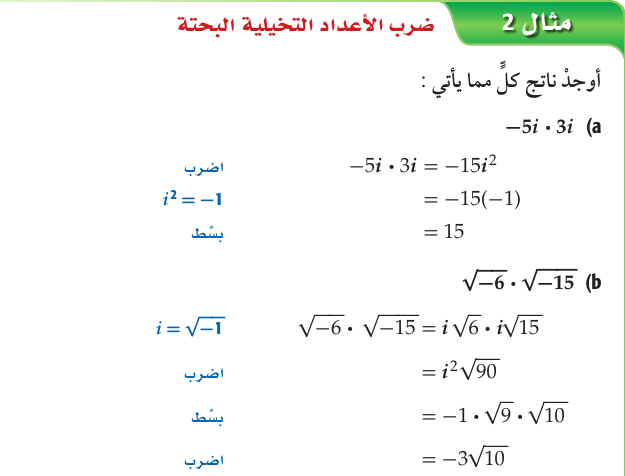 مثال 2 ضرب الأعداد التخيلية البحتة
أوجدْ ناتج كلٍّ مما يأتي :
a) −5i • 3i
−5i • 3i = −15i² اضرب
= −15(−1) i² = −1
= 15 بسّط
b) √−6 • √−15
√−6 • √−15 = i√6 • i√15 i = √−1
= i²√90 اضرب
= −1 • √9 • √10 بسّط
= −3√10 اضرب